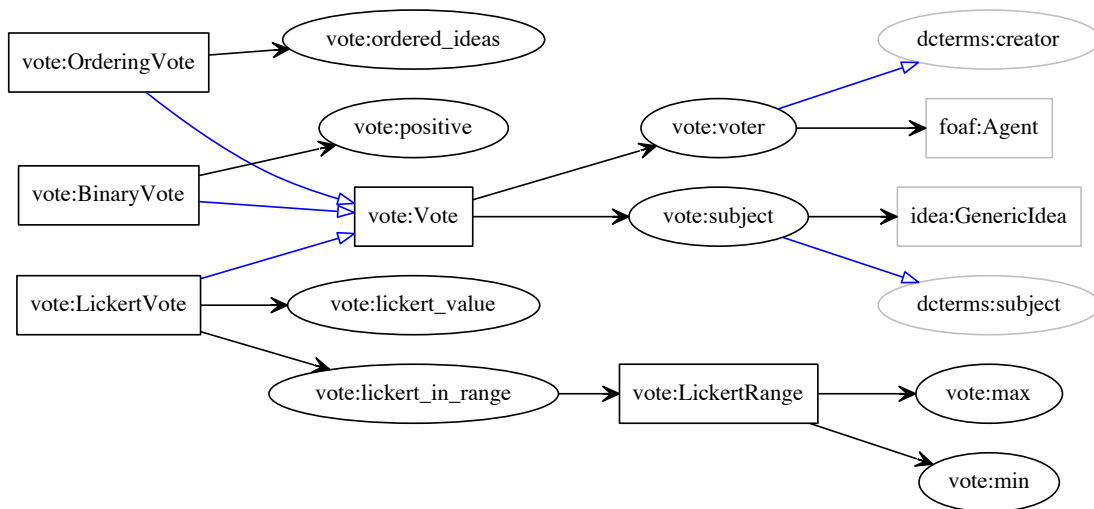 vote:OrderingVote
vote:ordered_ideas
dcterms:creator
vote:positive
vote:voter
foaf:Agent
vote:BinaryVote
vote:Vote
vote:subject
idea:GenericIdea
vote:LickertVote
vote:lickert_value
dcterms:subject
vote:lickert_in_range
vote:LickertRange
vote:max
vote:min